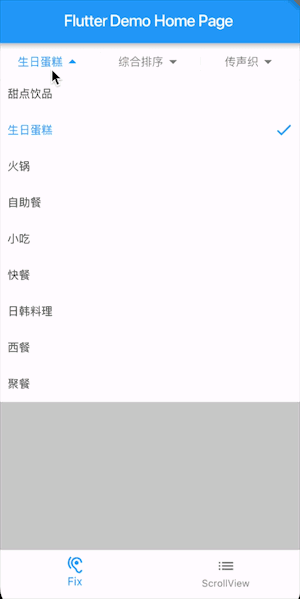 Flutter Demo Home Page
生日蛋糕 综合排序 传声织
甜点饮品
生日蛋糕
火锅
自助餐
小吃
快餐
日韩料理
西餐
聚餐
Fix ScrollView